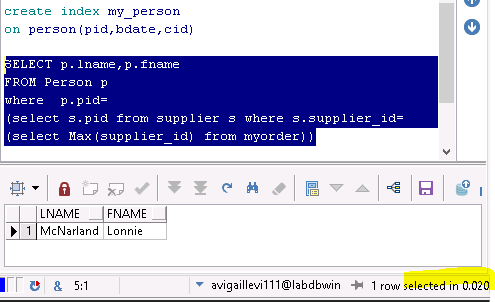 create index my_person
on person(pid,bdate,cid)
SELECT p.lname,p.fname
FROM Person p
where  p.pid=
(select s.pid from supplier s where s.supplier_id=
(select Max(supplier_id) from myorder))
LNAME FNAME
1 McNarland Lonnie
& 5:1 avigaillevi111@labdbwin 1 row selected in 0.020